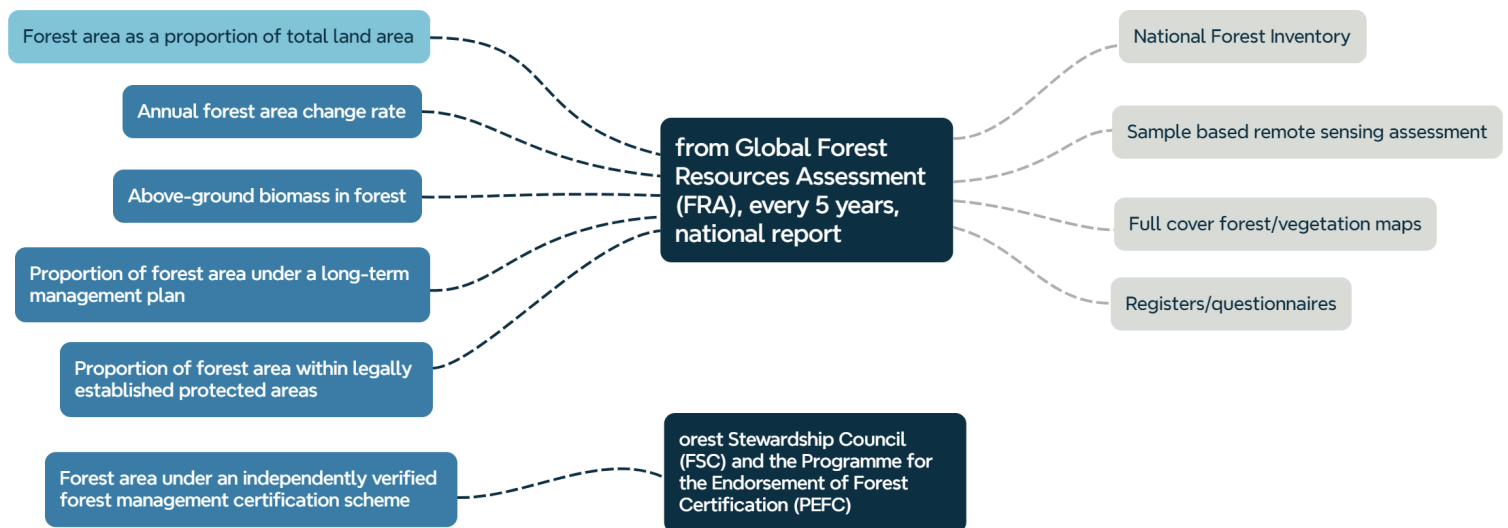 Forest area as a proportion of total land area
Annual forest area change rate
Above-ground biomass in forest
Proportion of forest area under a long-term
management plan
Proportion of forest area within legally
established protected areas
Forest area under an independently verified
forest management certification scheme
from Global Forest
Resources Assessment
(FRA), every 5 years,
national report
orest Stewardship Council
(FSC) and the Programme for
the Endorsement of Forest
Certification (PEFC)
National Forest Inventory
Sample based remote sensing assessment
Full cover forest/vegetation maps
Registers/questionnaires